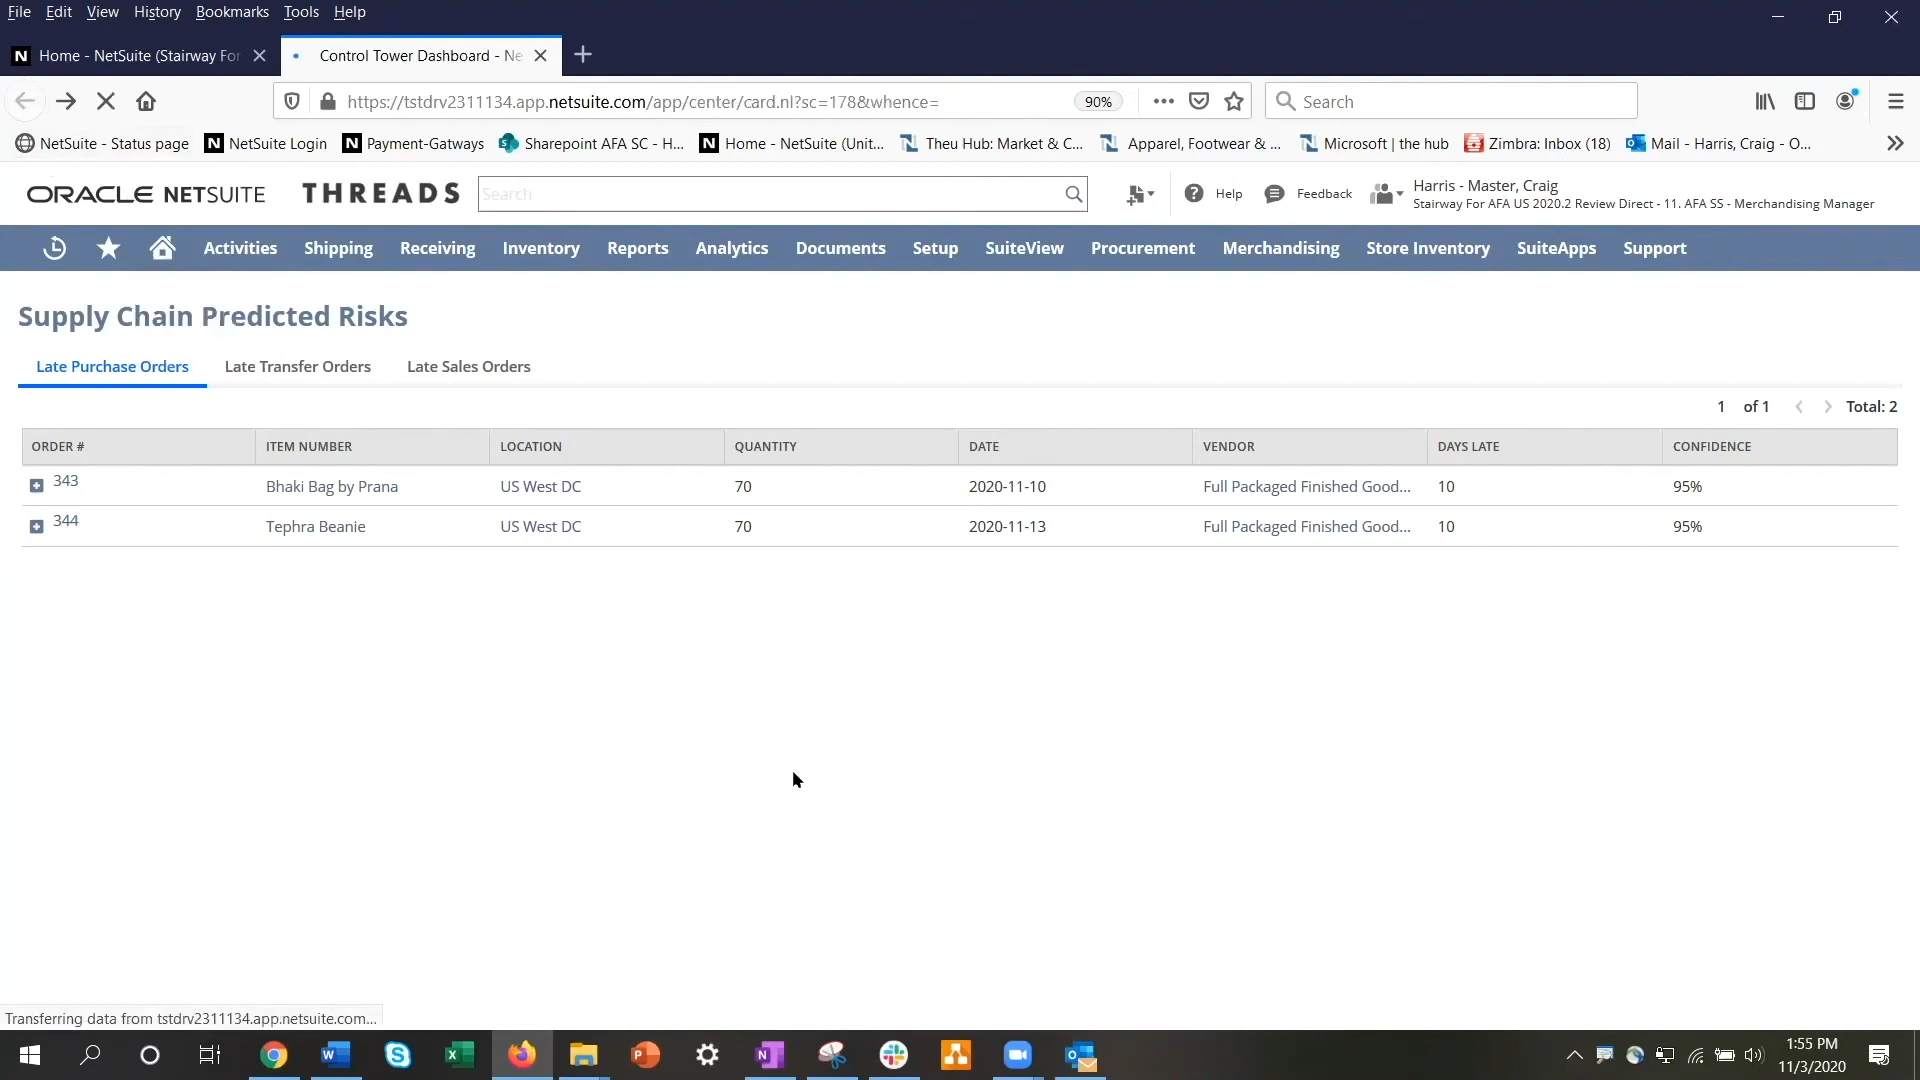 File Edit View History Bookmarks Tools Help
N Home - NetSuite (Stairway For
Control Tower Dashboard - Ne
https://tstdrv2311134.app.netsuite.com/app/center/card.nl?sc=178&whence=
90%
Search
NetSuite - Status page
N NetSuite Login
N Payment-Gatways
Sharepoint AFA SC - H...
N Home - NetSuite (Unit...
Theu Hub: Market & C...
Apparel, Footwear & ...
Microsoft | the hub
Zimbra: Inbox (18)
Mail - Harris, Craig - O...
ORACLE NETSUITE
THREADS
Search
Help
Feedback
Harris - Master, Craig
Stairway For AFA US 2020.2 Review Direct - 11. AFA SS - Merchandising Manager
Activities Shipping Receiving Inventory Reports Analytics Documents Setup SuiteView Procurement Merchandising Store Inventory SuiteApps Support
Supply Chain Predicted Risks
Late Purchase Orders Late Transfer Orders Late Sales Orders
1 of 1 < > Total: 2
ORDER # ITEM NUMBER LOCATION QUANTITY DATE VENDOR DAYS LATE CONFIDENCE
343 Bhaki Bag by Prana US West DC 70 2020-11-10 Full Packaged Finished Good... 10 95%
344 Tephra Beanie US West DC 70 2020-11-13 Full Packaged Finished Good... 10 95%
Transferring data from tstdrv2311134.app.netsuite.com...
1:55 PM
11/3/2020